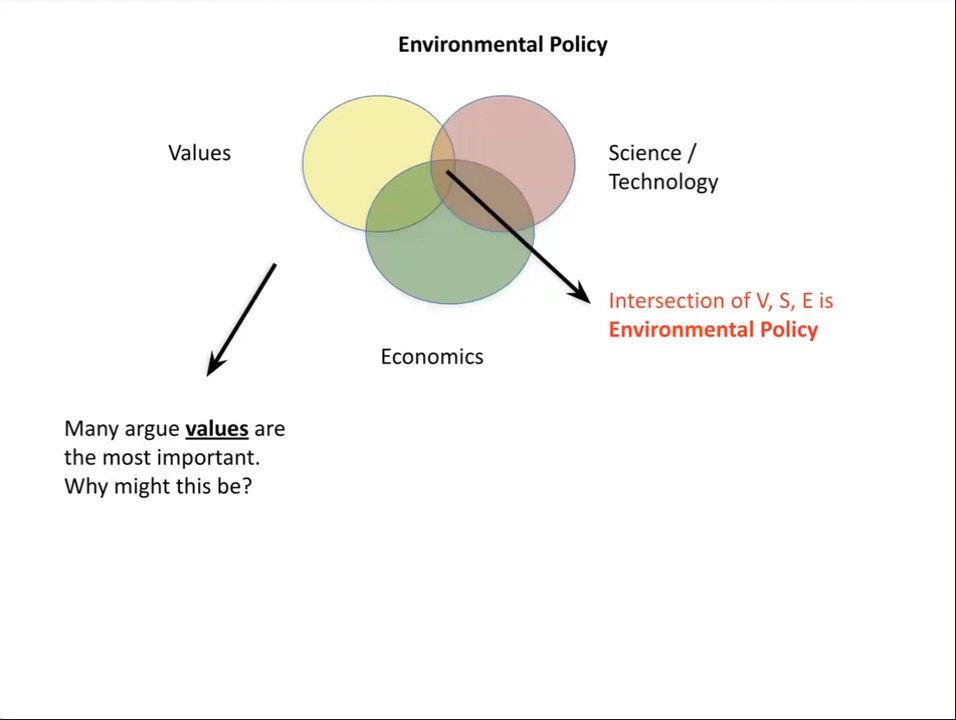 Environmental Policy
Values
Science /
Technology
Intersection of V, S, E is
Environmental Policy
Economics
Many argue values are
the most important.
Why might this be?